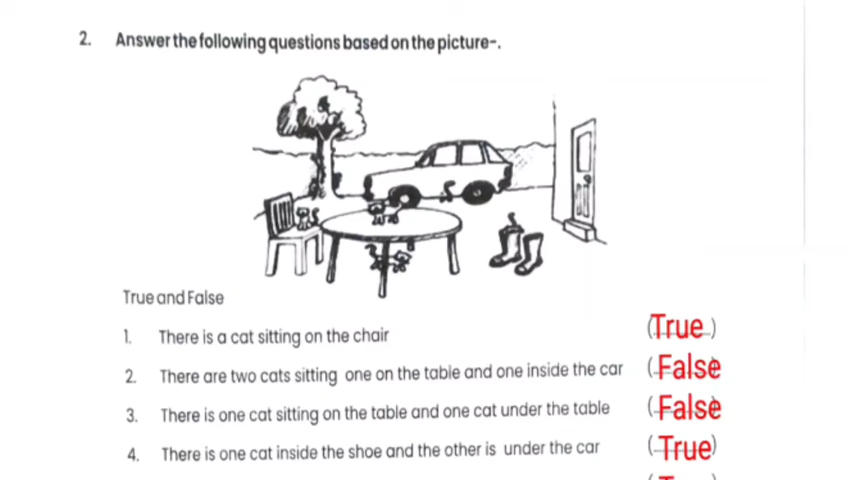 2. Answer the following questions based on the picture-.
True and False
1. There is a cat sitting on the chair (True)
2. There are two cats sitting one on the table and one inside the car (False)
3. There is one cat sitting on the table and one cat under the table (False)
4. There is one cat inside the shoe and the other is under the car (True)